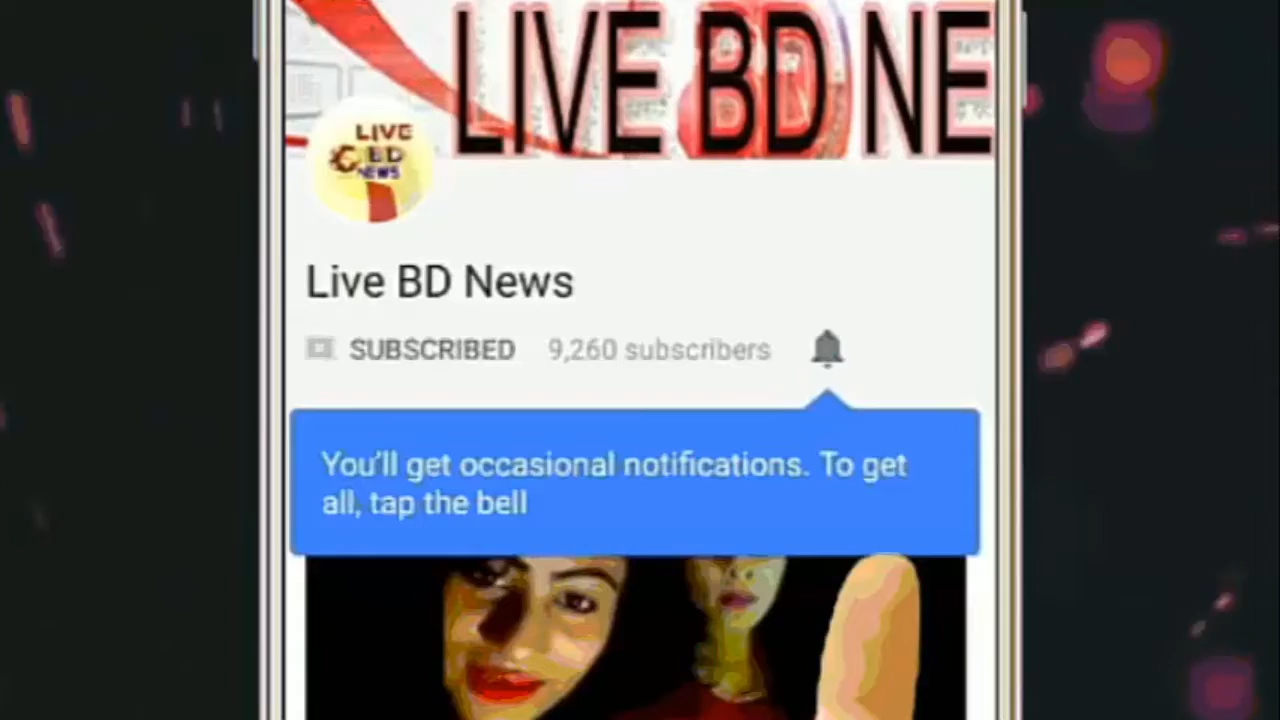 LIVE BD NE
LIVE
BD
NEWS
Live BD News
SUBSCRIBED 9,260 subscribers
You'll get occasional notifications. To get
all, tap the bell